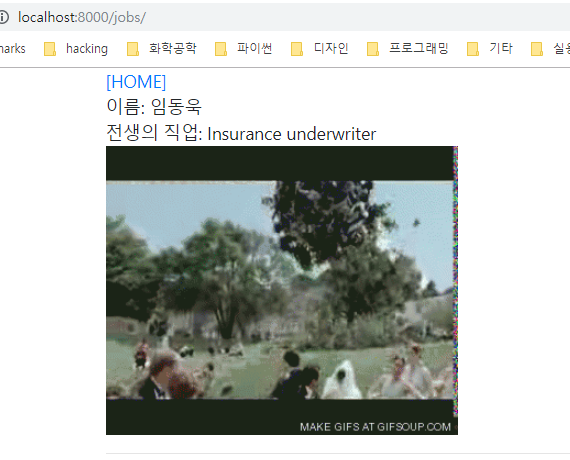 localhost:8000/jobs/
hacking 화학공학 파이썬 디자인 프로그래밍 기타
[HOME]
이름: 임동욱
전생의 직업: Insurance underwriter
MAKE GIFS AT GIFSOUP.COM